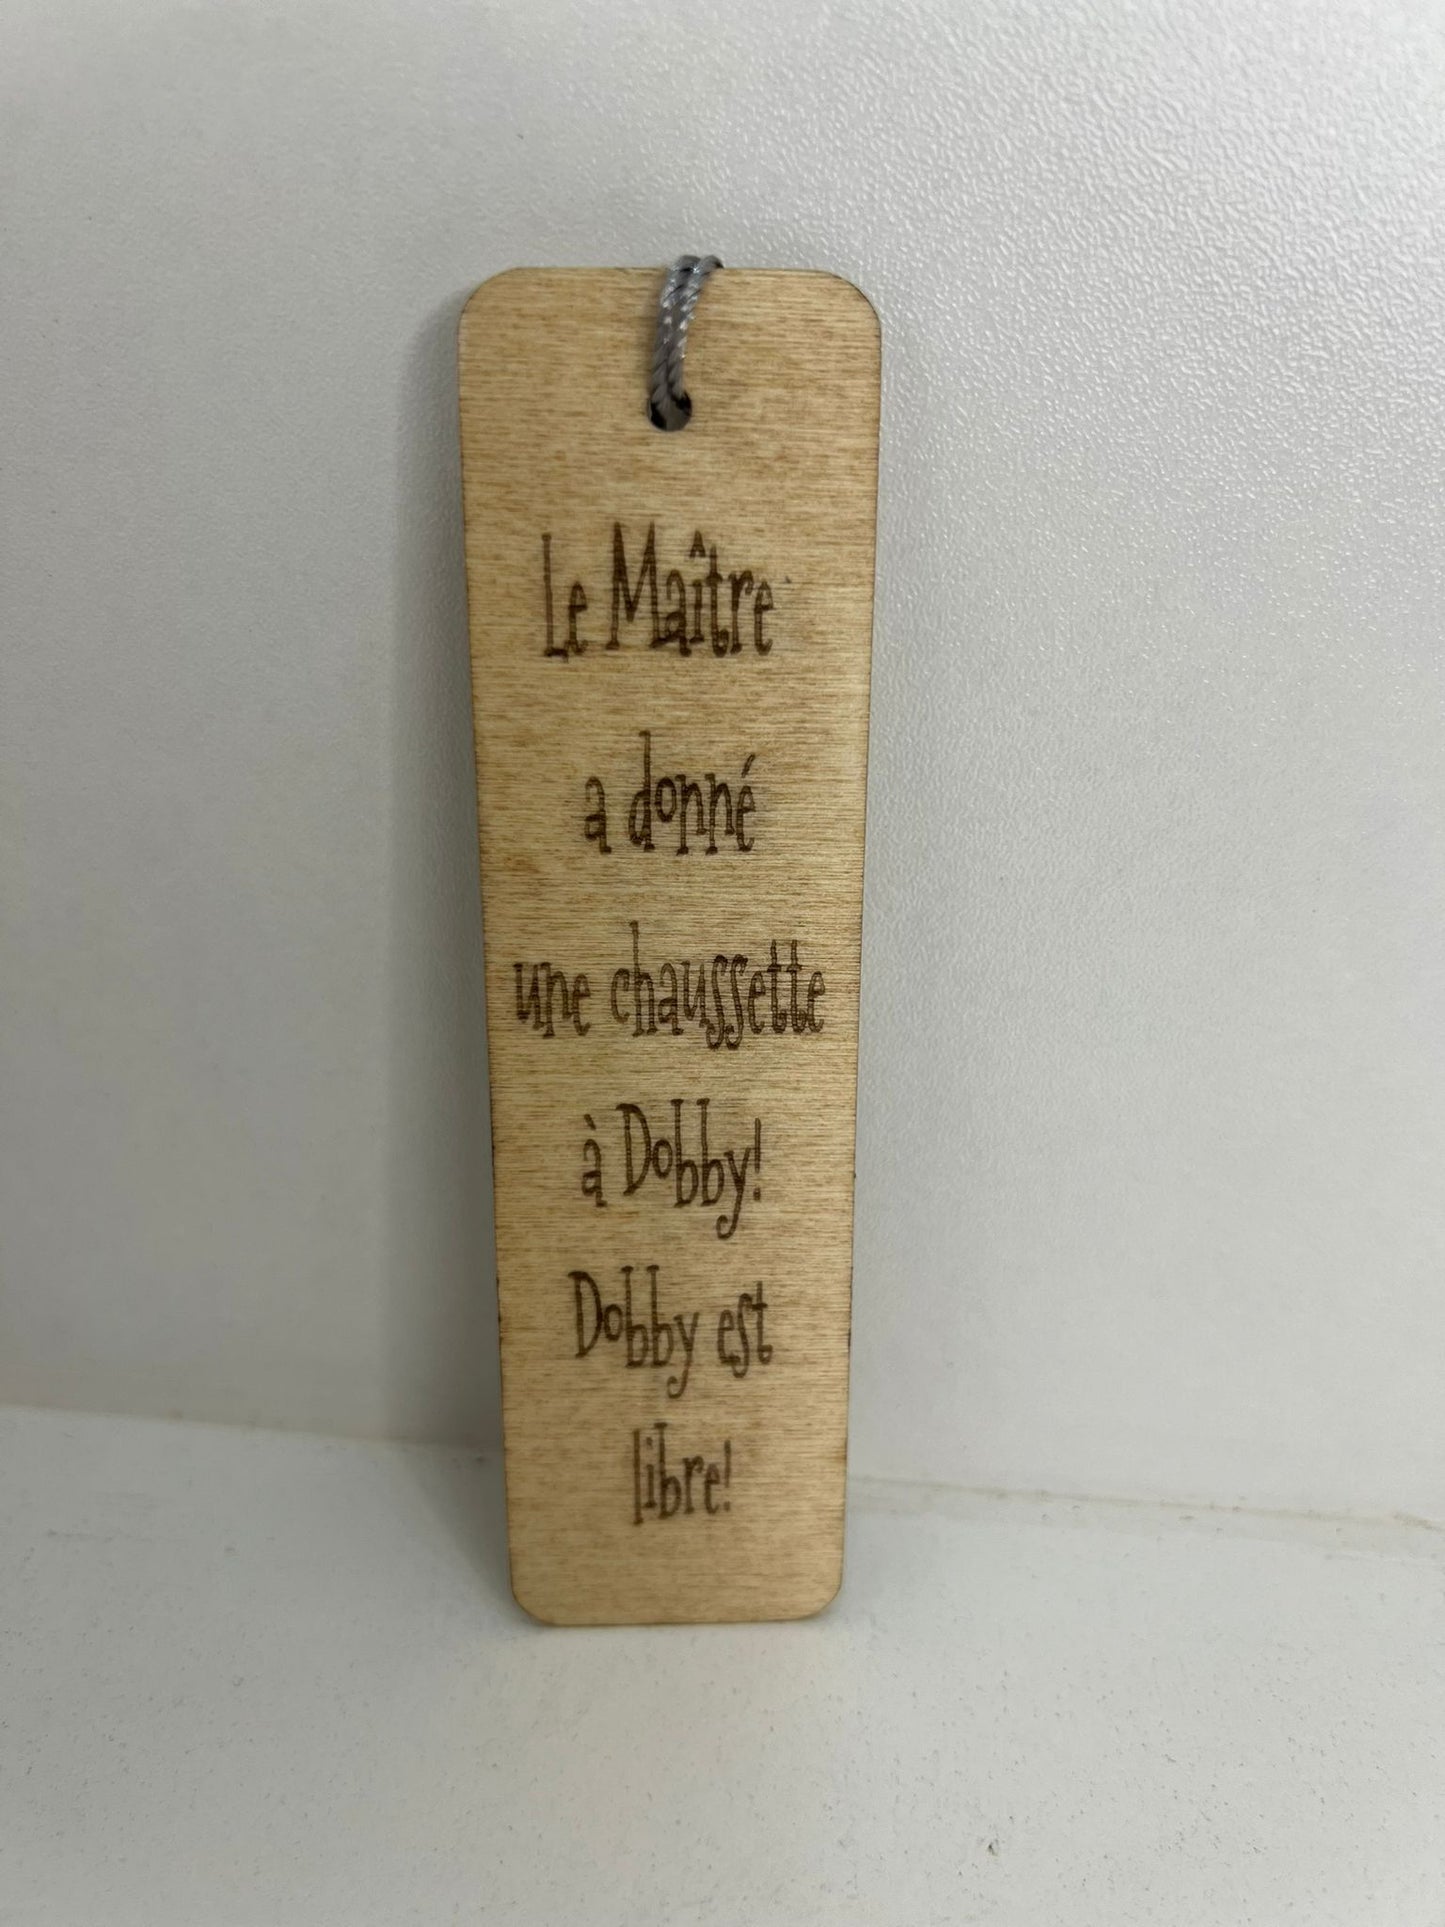 Le Maître
a donné
une chaussette
à Dobby!
Dobby est
libre!